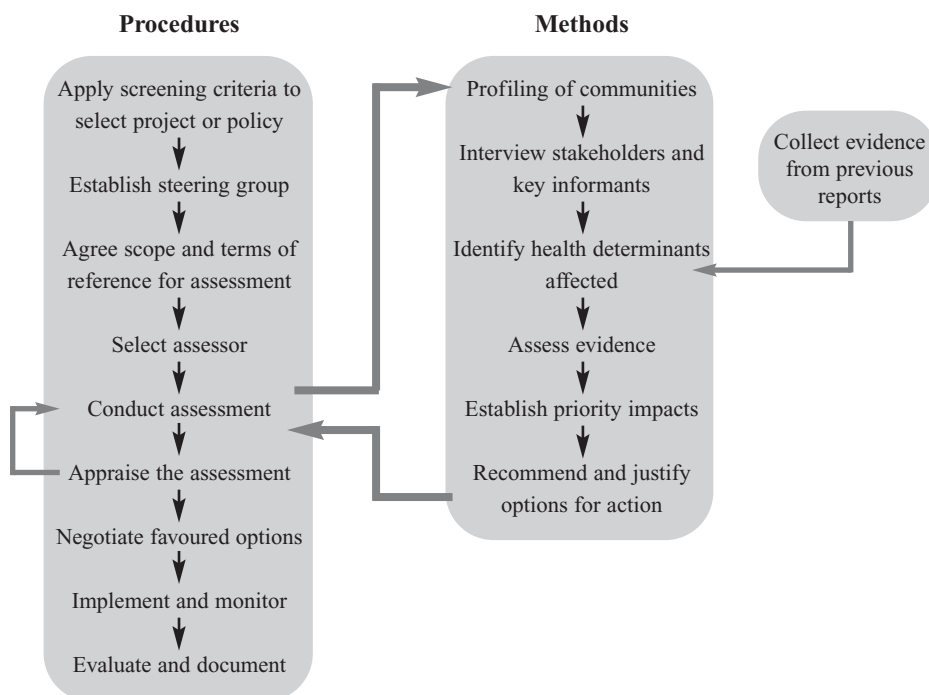 Procedures
Apply screening criteria to
select project or policy
Establish steering group
Agree scope and terms of
reference for assessment
Select assessor
Conduct assessment
Appraise the assessment
Negotiate favoured options
Implement and monitor
Evaluate and document
Methods
Profiling of communities
Interview stakeholders and
key informants
Identify health determinants
affected
Assess evidence
Establish priority impacts
Recommend and justify
options for action
Collect evidence
from previous
reports